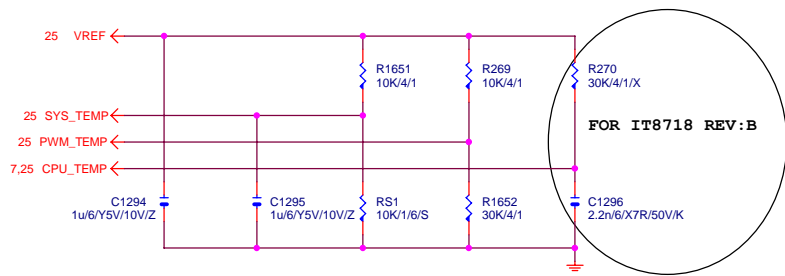 25 VREF
R1651
10K/4/1
R269
10K/4/1
R270
30K/4/1/X
25 SYS_TEMP
FOR IT8718 REV:B
25 PWM_TEMP
7,25 CPU_TEMP
C1294
1u/6/Y5V/10V/Z
C1295
1u/6/Y5V/10V/Z
RS1
10K/1/6/S
R1652
30K/4/1
C1296
2.2n/6/X7R/50V/K